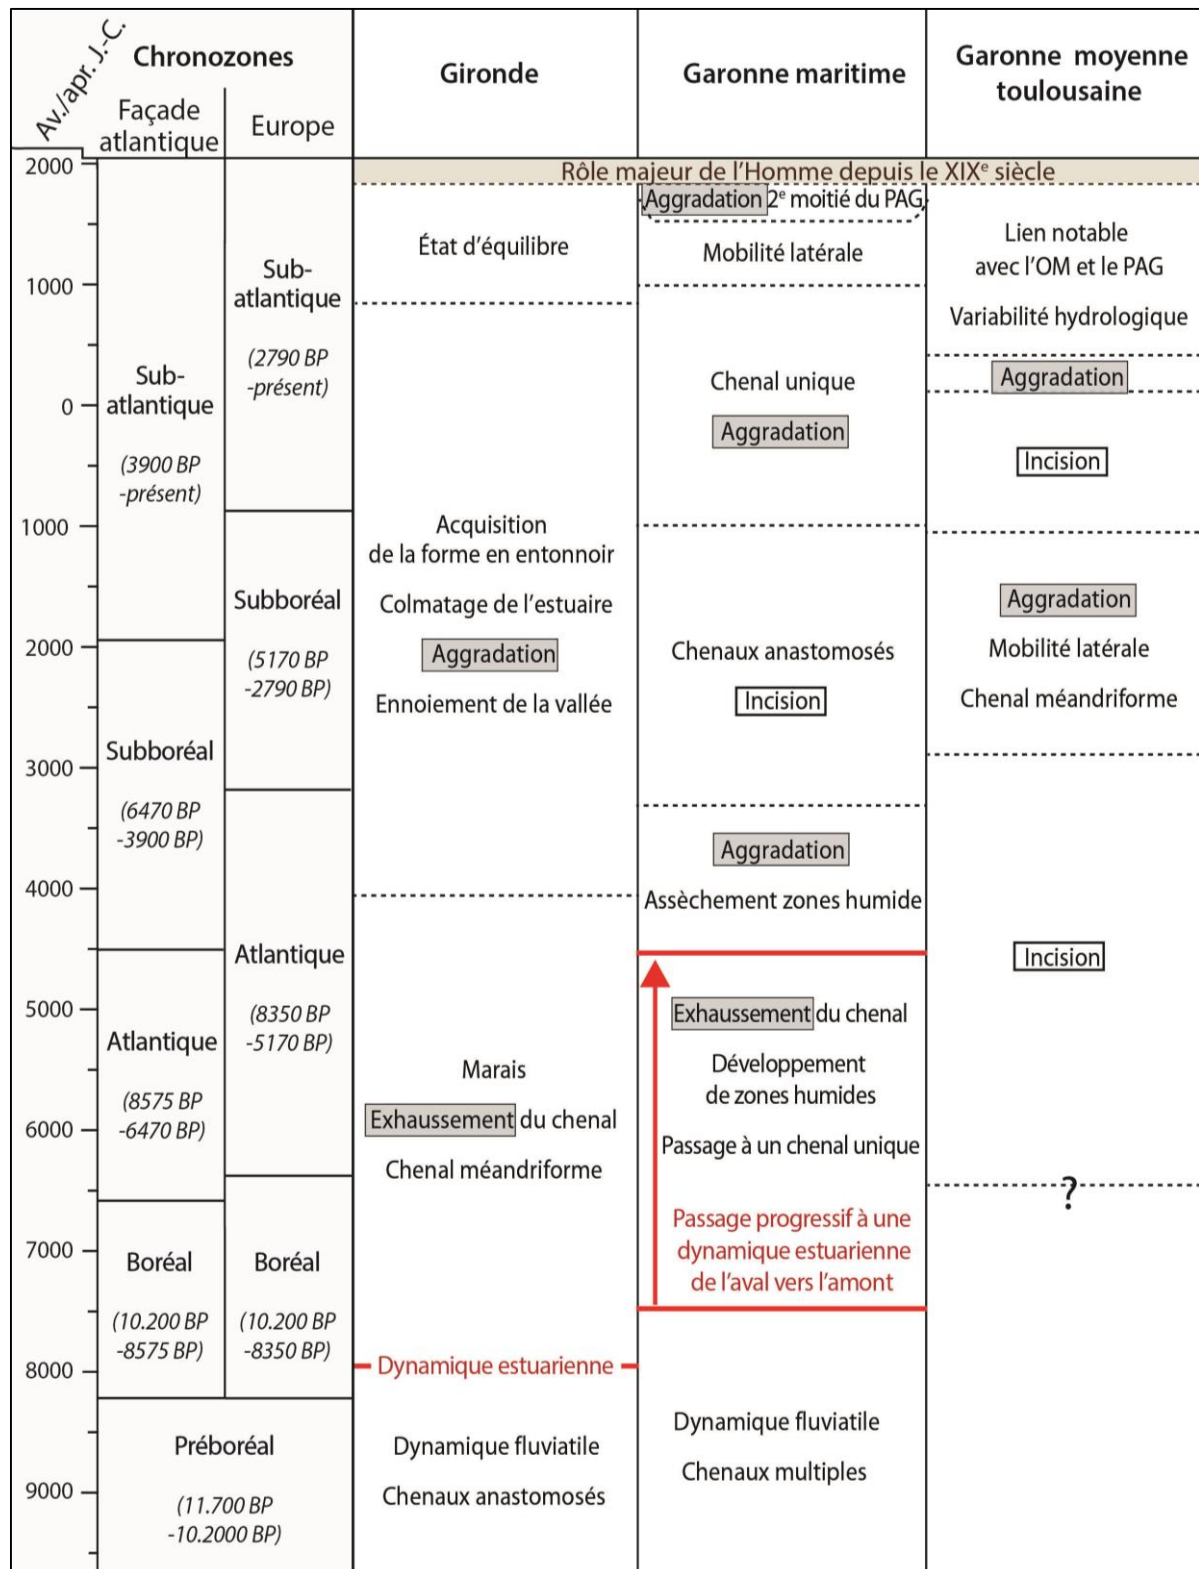 Av./apr. J.-C.
Chronozones
Façade
atlantique
Europe
Gironde
Garonne maritime
Garonne moyenne
toulousaine
2000
1000
0
1000
2000
3000
4000
5000
6000
7000
8000
9000
Sub-
atlantique
(3900 BP
-présent)
Subboréal
(6470 BP
-3900 BP)
Atlantique
(8575 BP
-6470 BP)
Boréal
(10.200 BP
-8575 BP)
Sub-
atlantique
(2790 BP
-présent)
Subboréal
(5170 BP
-2790 BP)
Atlantique
(8350 BP
-5170 BP)
Boréal
(10.200 BP
-8350 BP)
Préboréal
(11.700 BP
-10.2000 BP)
Rôle majeur de l'Homme depuis le XIXe siècle
État d'équilibre
Acquisition
de la forme en entonnoir
Colmatage de l'estuaire
Aggradation
Ennoiement de la vallée
Marais
Exhaussement du chenal
Chenal méandriforme
Dynamique estuarienne
Dynamique fluviatile
Chenaux anastomosés
Aggradation 2e moitié du PAG
Mobilité latérale
Chenal unique
Aggradation
Chenaux anastomosés
Incision
Aggradation
Assèchement zones humide
Exhaussement du chenal
Développement
de zones humides
Passage à un chenal unique
Passage progressif à une
dynamique estuarienne
de l'aval vers l'amont
Dynamique fluviatile
Chenaux multiples
Lien notable
avec l'OM et le PAG
Variabilité hydrologique
Aggradation
Incision
Aggradation
Mobilité latérale
Chenal méandriforme
Incision
?